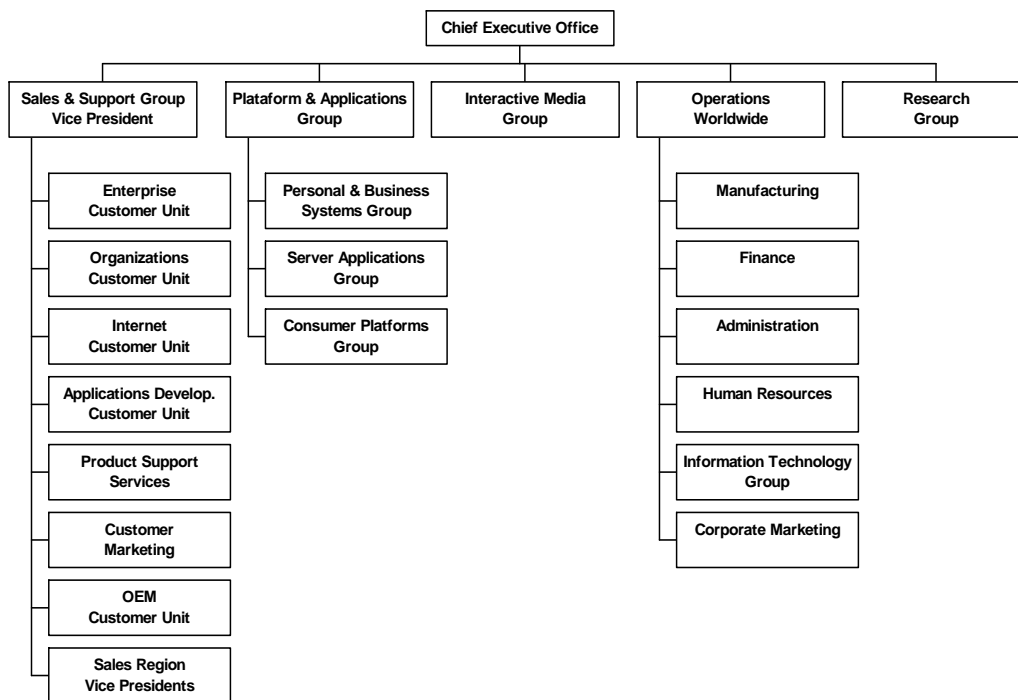 Chief Executive Office
Sales & Support Group
Vice President
Plataform & Applications
Group
Interactive Media
Group
Operations
Worldwide
Research
Group
Enterprise
Customer Unit
Organizations
Customer Unit
Internet
Customer Unit
Applications Develop.
Customer Unit
Product Support
Services
Customer
Marketing
OEM
Customer Unit
Sales Region
Vice Presidents
Personal & Business
Systems Group
Server Applications
Group
Consumer Platforms
Group
Manufacturing
Finance
Administration
Human Resources
Information Technology
Group
Corporate Marketing